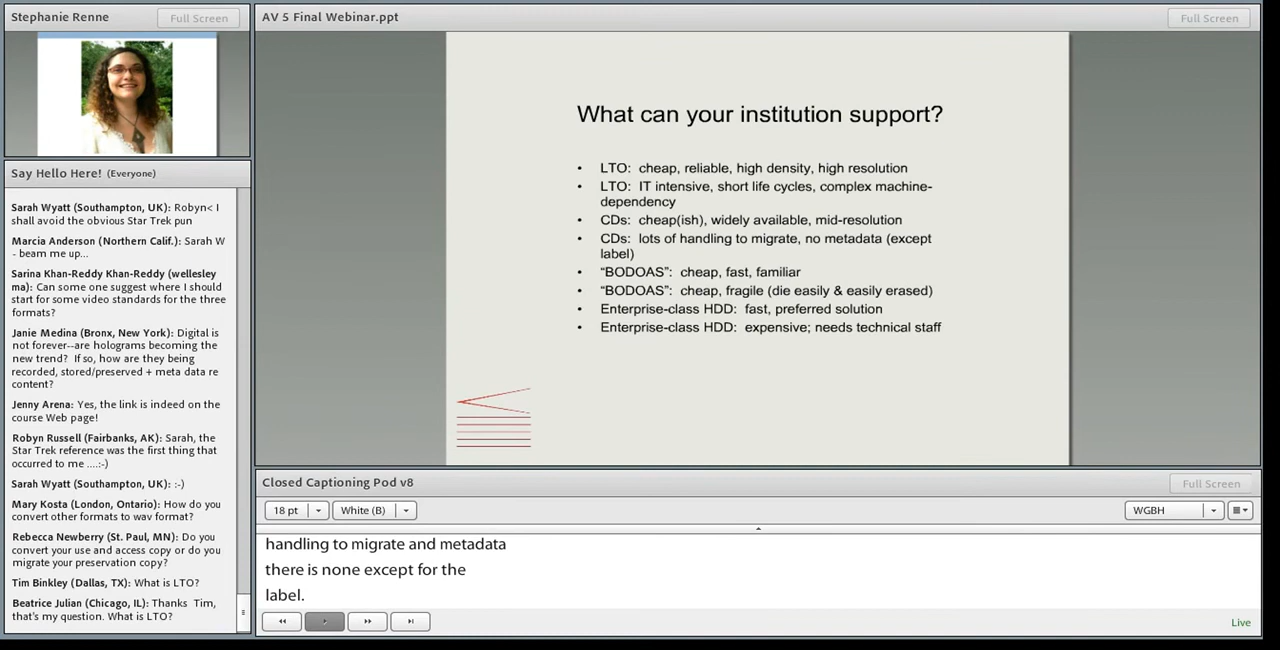 Stephanie Renne
Full Screen
Say Hello Here! (Everyone)
Sarah Wyatt (Southampton, UK): Robyn< I
shall avoid the obvious Star Trek pun
Marcia Anderson (Northern Calif.): Sarah W
- beam me up...
Sarina Khan-Reddy Khan-Reddy (wellesley
ma): Can some one suggest where I should
start for some video standards for the three
formats?
Janie Medina (Bronx, New York): Digital is
not forever--are holograms becoming the
new trend? If so, how are they being
recorded, stored/preserved + meta data re
content?
Jenny Arena: Yes, the link is indeed on the
course Web page!
Robyn Russell (Fairbanks, AK): Sarah, the
Star Trek reference was the first thing that
occurred to me ....:-)
Sarah Wyatt (Southampton, UK): :-)
Mary Kosta (London, Ontario): How do you
convert other formats to wav format?
Rebecca Newberry (St. Paul, MN): Do you
convert your use and access copy or do you
migrate your preservation copy?
Tim Binkley (Dallas, TX): What is LTO?
Beatrice Julian (Chicago, IL): Thanks Tim,
that's my question. What is LTO?
AV 5 Final Webinar.ppt
Full Screen
What can your institution support?
• LTO: cheap, reliable, high density, high resolution
• LTO: IT intensive, short life cycles, complex machine-
dependency
• CDs: cheap(ish), widely available, mid-resolution
• CDs: lots of handling to migrate, no metadata (except
label)
• “BODOAS”: cheap, fast, familiar
• “BODOAS”: cheap, fragile (die easily & easily erased)
• Enterprise-class HDD: fast, preferred solution
• Enterprise-class HDD: expensive; needs technical staff
Closed Captioning Pod v8
Full Screen
18 pt
White (B)
WGBH
handling to migrate and metadata
there is none except for the
label.
Live